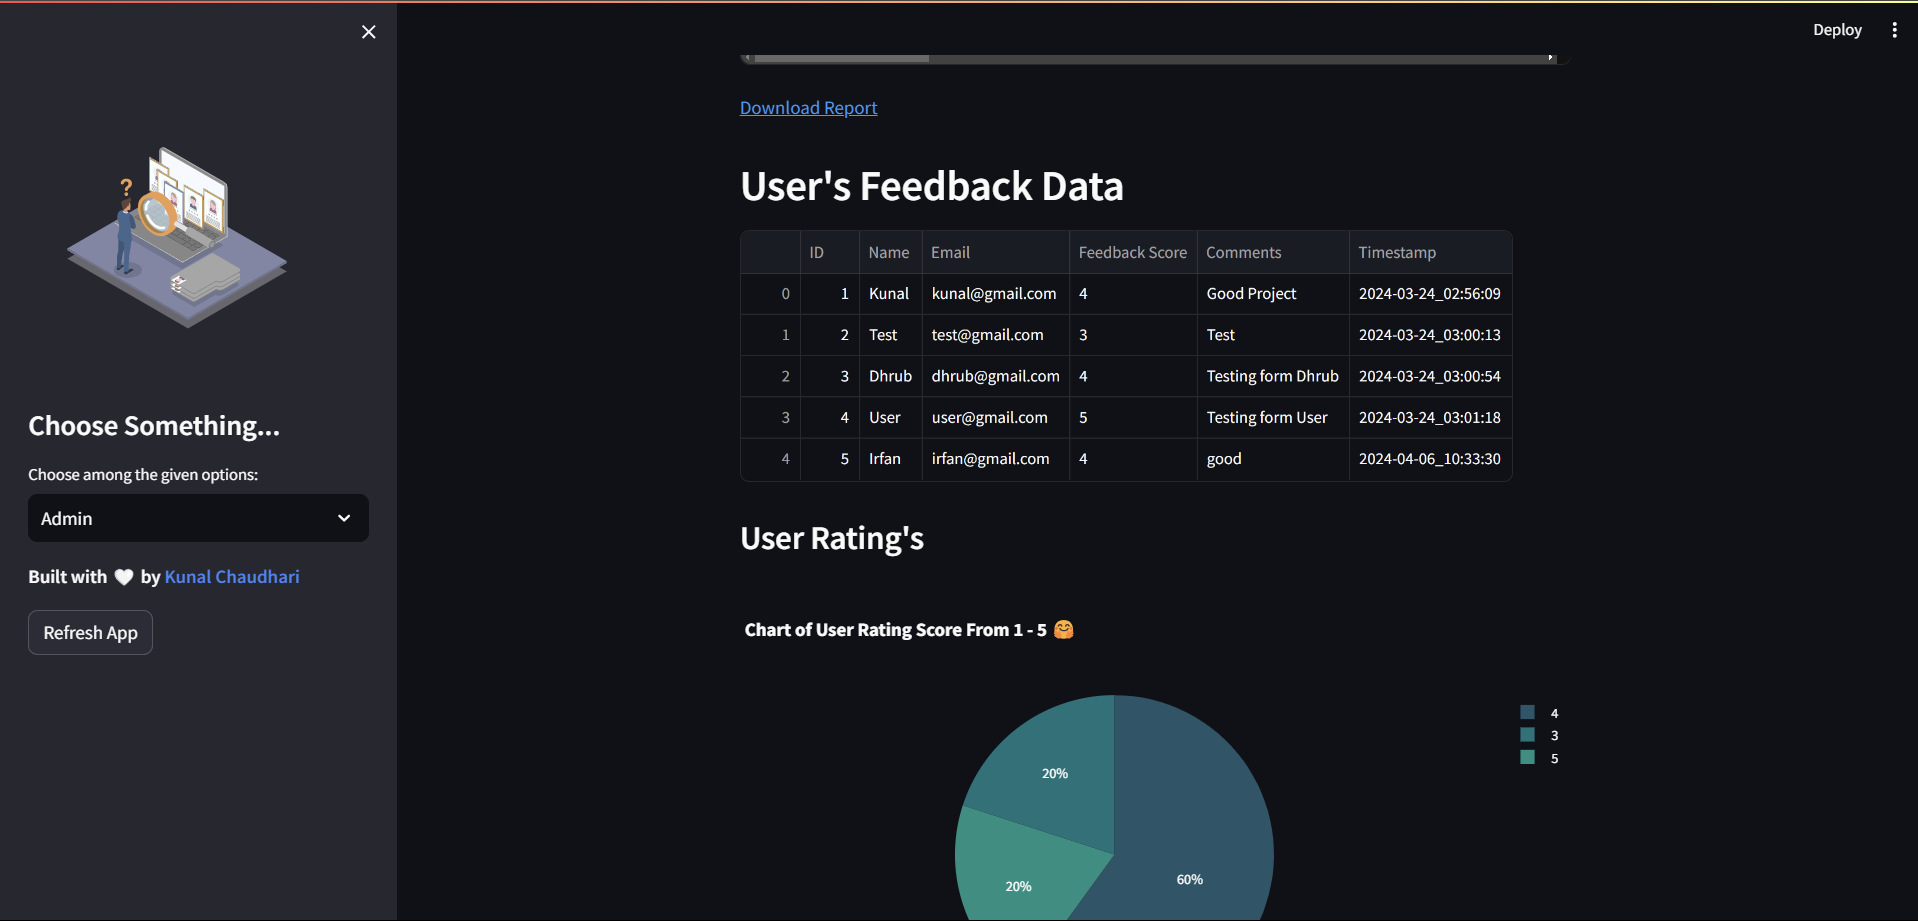 Deploy
Download Report
User's Feedback Data
ID Name Email Feedback Score Comments Timestamp
0 1 Kunal kunal@gmail.com 4 Good Project 2024-03-24_02:56:09
1 2 Test test@gmail.com 3 Test 2024-03-24_03:00:13
2 3 Dhrub dhrub@gmail.com 4 Testing form Dhrub 2024-03-24_03:00:54
3 4 User user@gmail.com 5 Testing form User 2024-03-24_03:01:18
4 5 Irfan irfan@gmail.com 4 good 2024-04-06_10:33:30
Choose Something...
Choose among the given options:
Admin
Built with 🤍 by Kunal Chaudhari
Refresh App
User Rating's
Chart of User Rating Score From 1 - 5 🤗
4
3
5
20%
60%
20%
?